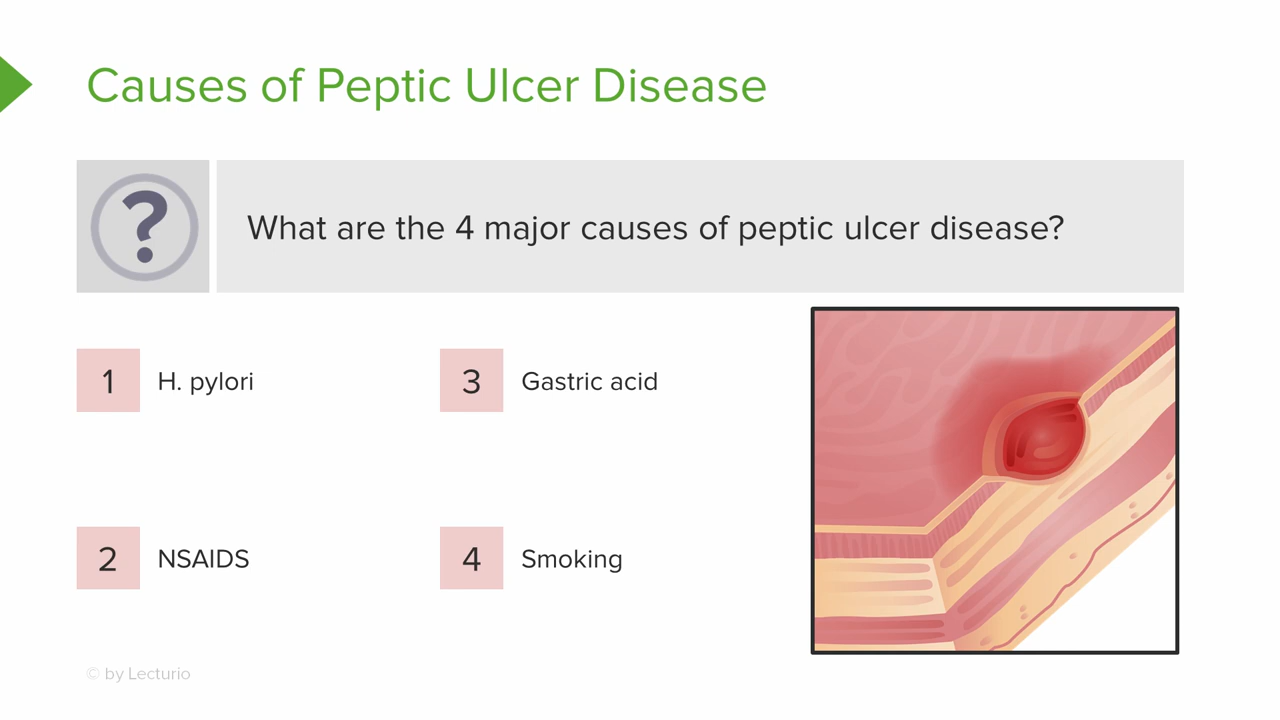 Causes of Peptic Ulcer Disease
?
What are the 4 major causes of peptic ulcer disease?
1 H. pylori
3 Gastric acid
2 NSAIDS
4 Smoking
© by Lecturio